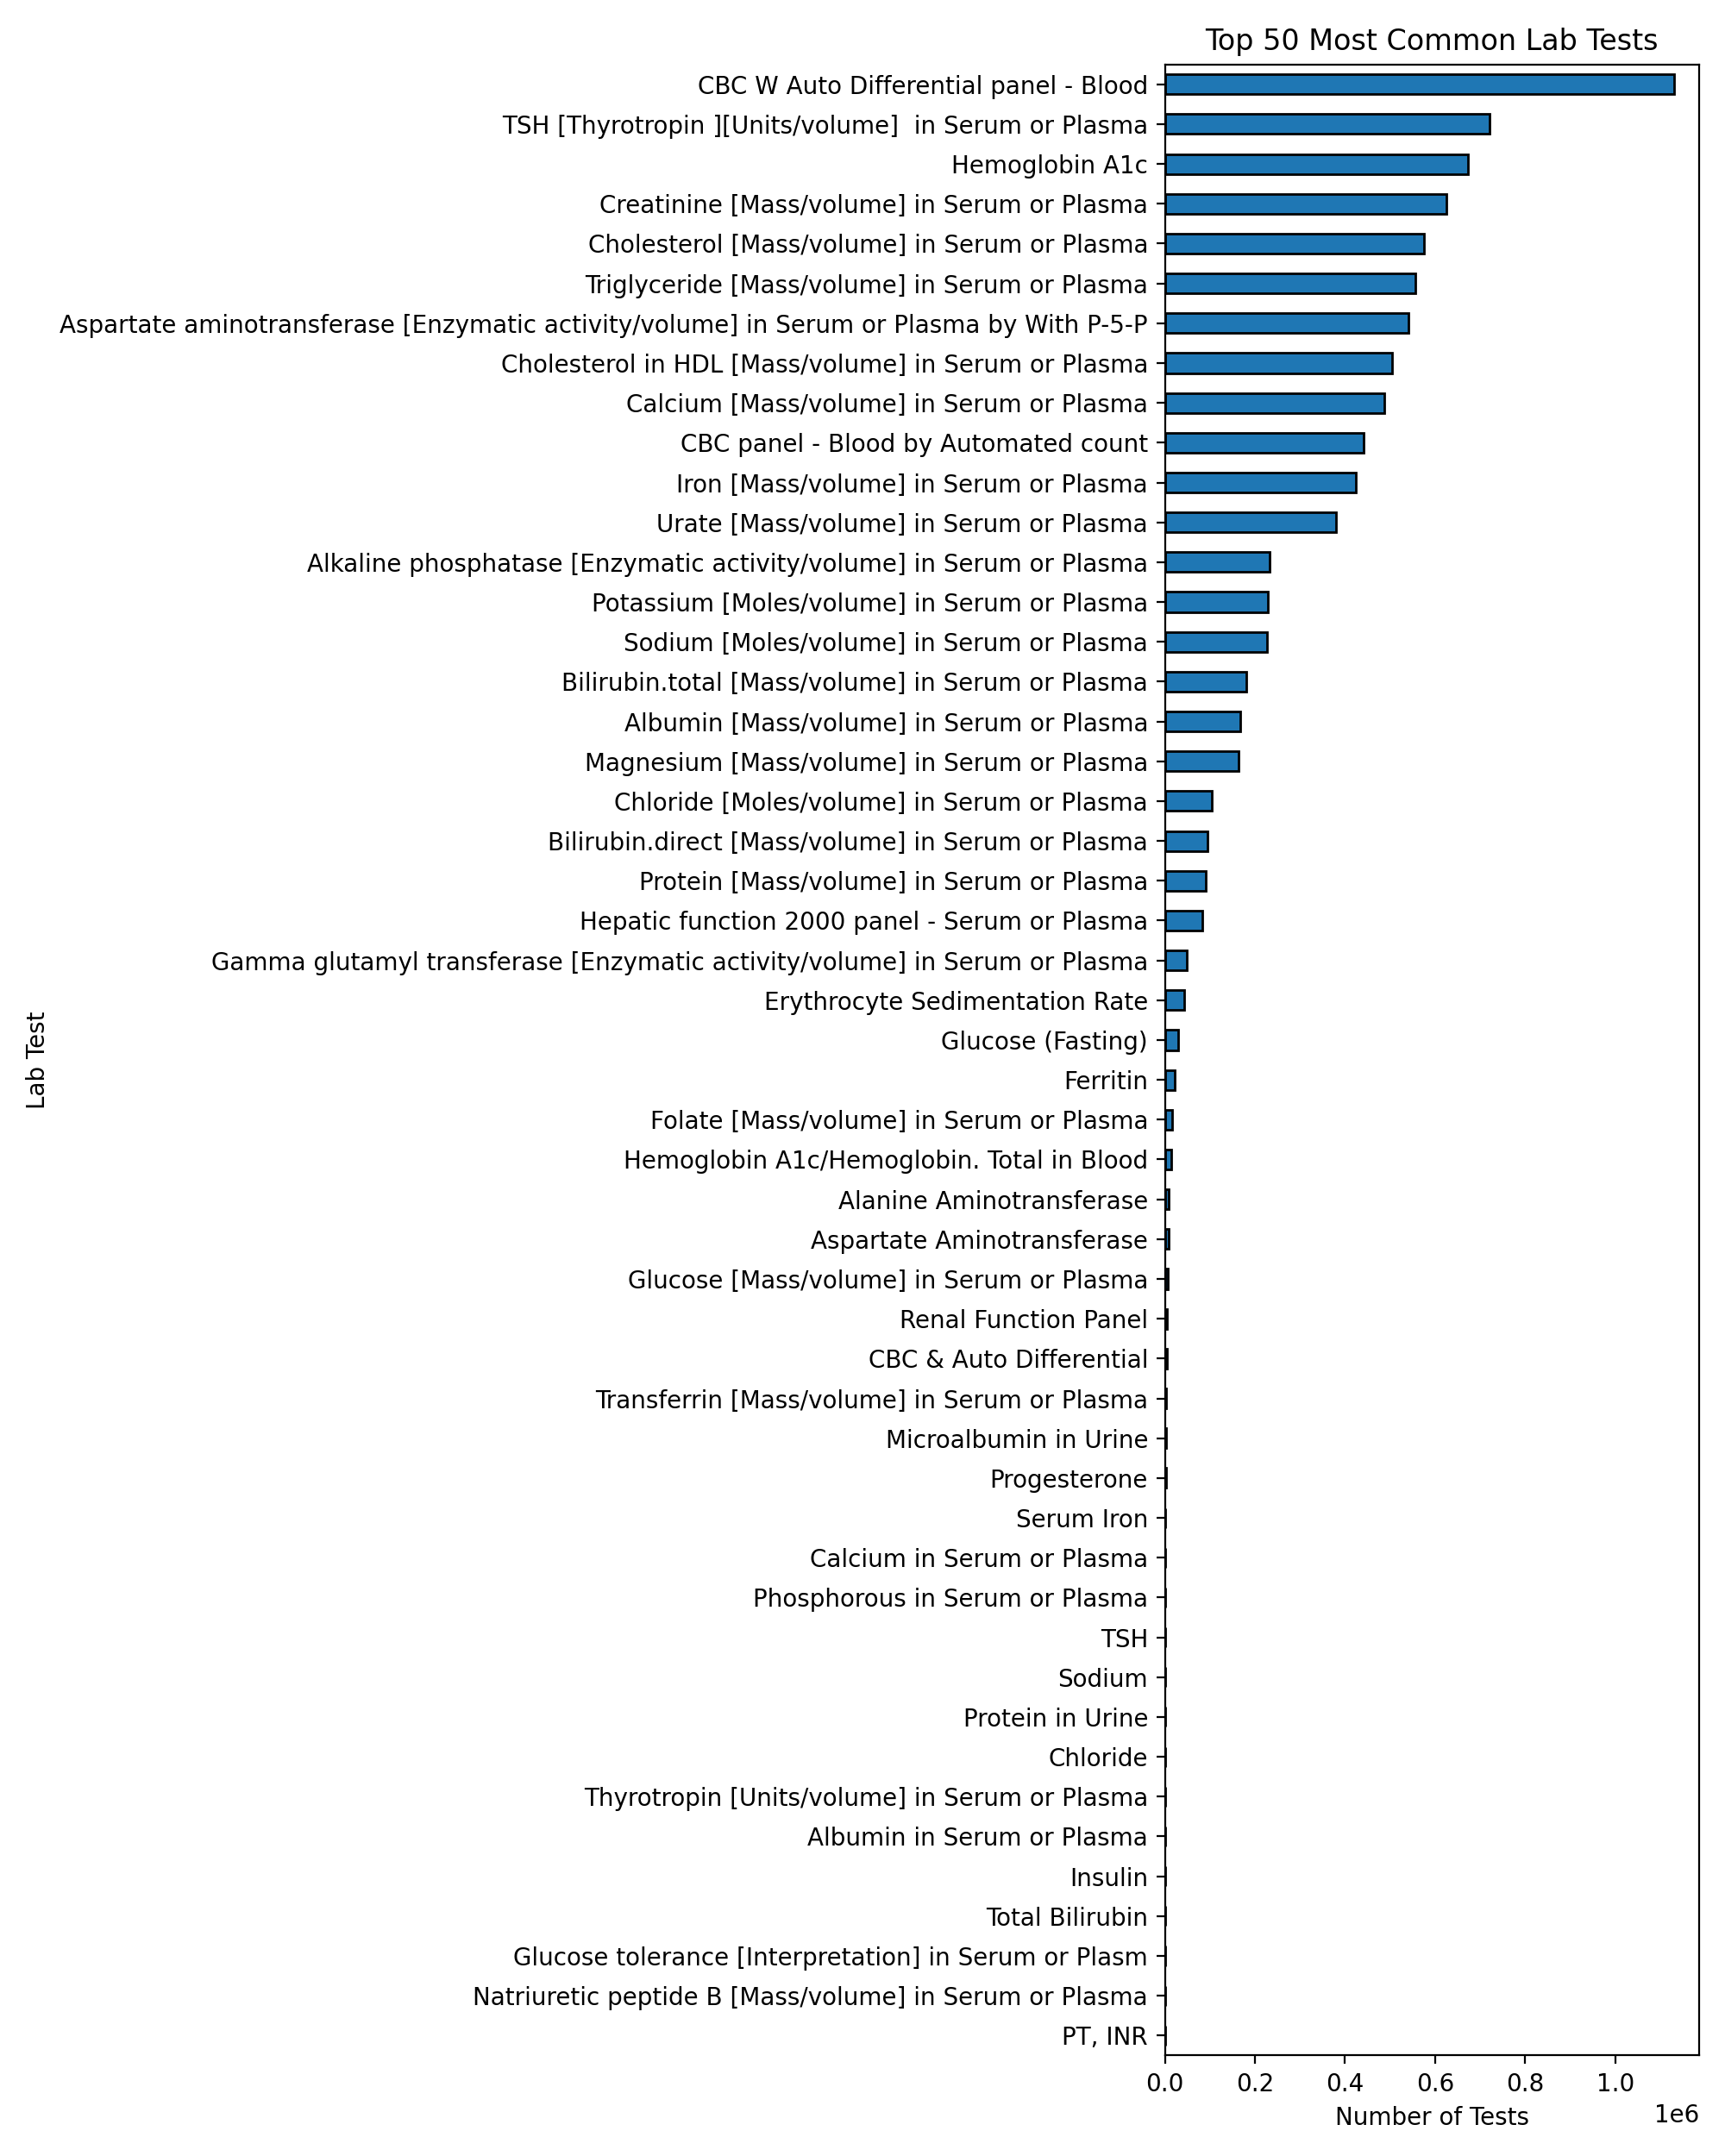 Top 50 Most Common Lab Tests
CBC W Auto Differential panel - Blood
TSH [Thyrotropin ][Units/volume]  in Serum or Plasma
Hemoglobin A1c
Creatinine [Mass/volume] in Serum or Plasma
Cholesterol [Mass/volume] in Serum or Plasma
Triglyceride [Mass/volume] in Serum or Plasma
Aspartate aminotransferase [Enzymatic activity/volume] in Serum or Plasma by With P-5-P
Cholesterol in HDL [Mass/volume] in Serum or Plasma
Calcium [Mass/volume] in Serum or Plasma
CBC panel - Blood by Automated count
Iron [Mass/volume] in Serum or Plasma
Urate [Mass/volume] in Serum or Plasma
Alkaline phosphatase [Enzymatic activity/volume] in Serum or Plasma
Potassium [Moles/volume] in Serum or Plasma
Sodium [Moles/volume] in Serum or Plasma
Bilirubin.total [Mass/volume] in Serum or Plasma
Albumin [Mass/volume] in Serum or Plasma
Magnesium [Mass/volume] in Serum or Plasma
Chloride [Moles/volume] in Serum or Plasma
Bilirubin.direct [Mass/volume] in Serum or Plasma
Protein [Mass/volume] in Serum or Plasma
Hepatic function 2000 panel - Serum or Plasma
Gamma glutamyl transferase [Enzymatic activity/volume] in Serum or Plasma
Erythrocyte Sedimentation Rate
Glucose (Fasting)
Ferritin
Folate [Mass/volume] in Serum or Plasma
Hemoglobin A1c/Hemoglobin. Total in Blood
Alanine Aminotransferase
Aspartate Aminotransferase
Glucose [Mass/volume] in Serum or Plasma
Renal Function Panel
CBC & Auto Differential
Transferrin [Mass/volume] in Serum or Plasma
Microalbumin in Urine
Progesterone
Serum Iron
Calcium in Serum or Plasma
Phosphorous in Serum or Plasma
TSH
Sodium
Protein in Urine
Chloride
Thyrotropin [Units/volume] in Serum or Plasma
Albumin in Serum or Plasma
Insulin
Total Bilirubin
Glucose tolerance [Interpretation] in Serum or Plasm
Natriuretic peptide B [Mass/volume] in Serum or Plasma
PT, INR
Lab Test
0.0 0.2 0.4 0.6 0.8 1.0
Number of Tests
1e6